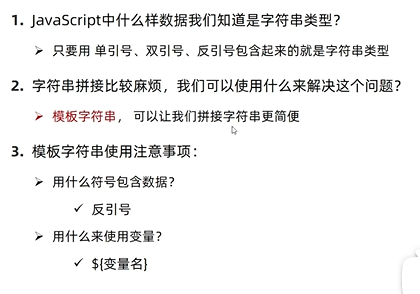 1. JavaScript中什么样数据我们知道是字符串类型？
➢ 只要用 单引号、双引号、反引号包含起来的就是字符串类型
2. 字符串拼接比较麻烦，我们可以使用什么来解决这个问题？
➢ 模板字符串， 可以让我们拼接字符串更简便
3. 模板字符串使用注意事项：
➢ 用什么符号包含数据？
✓ 反引号
➢ 用什么来使用变量？
✓ ${变量名}